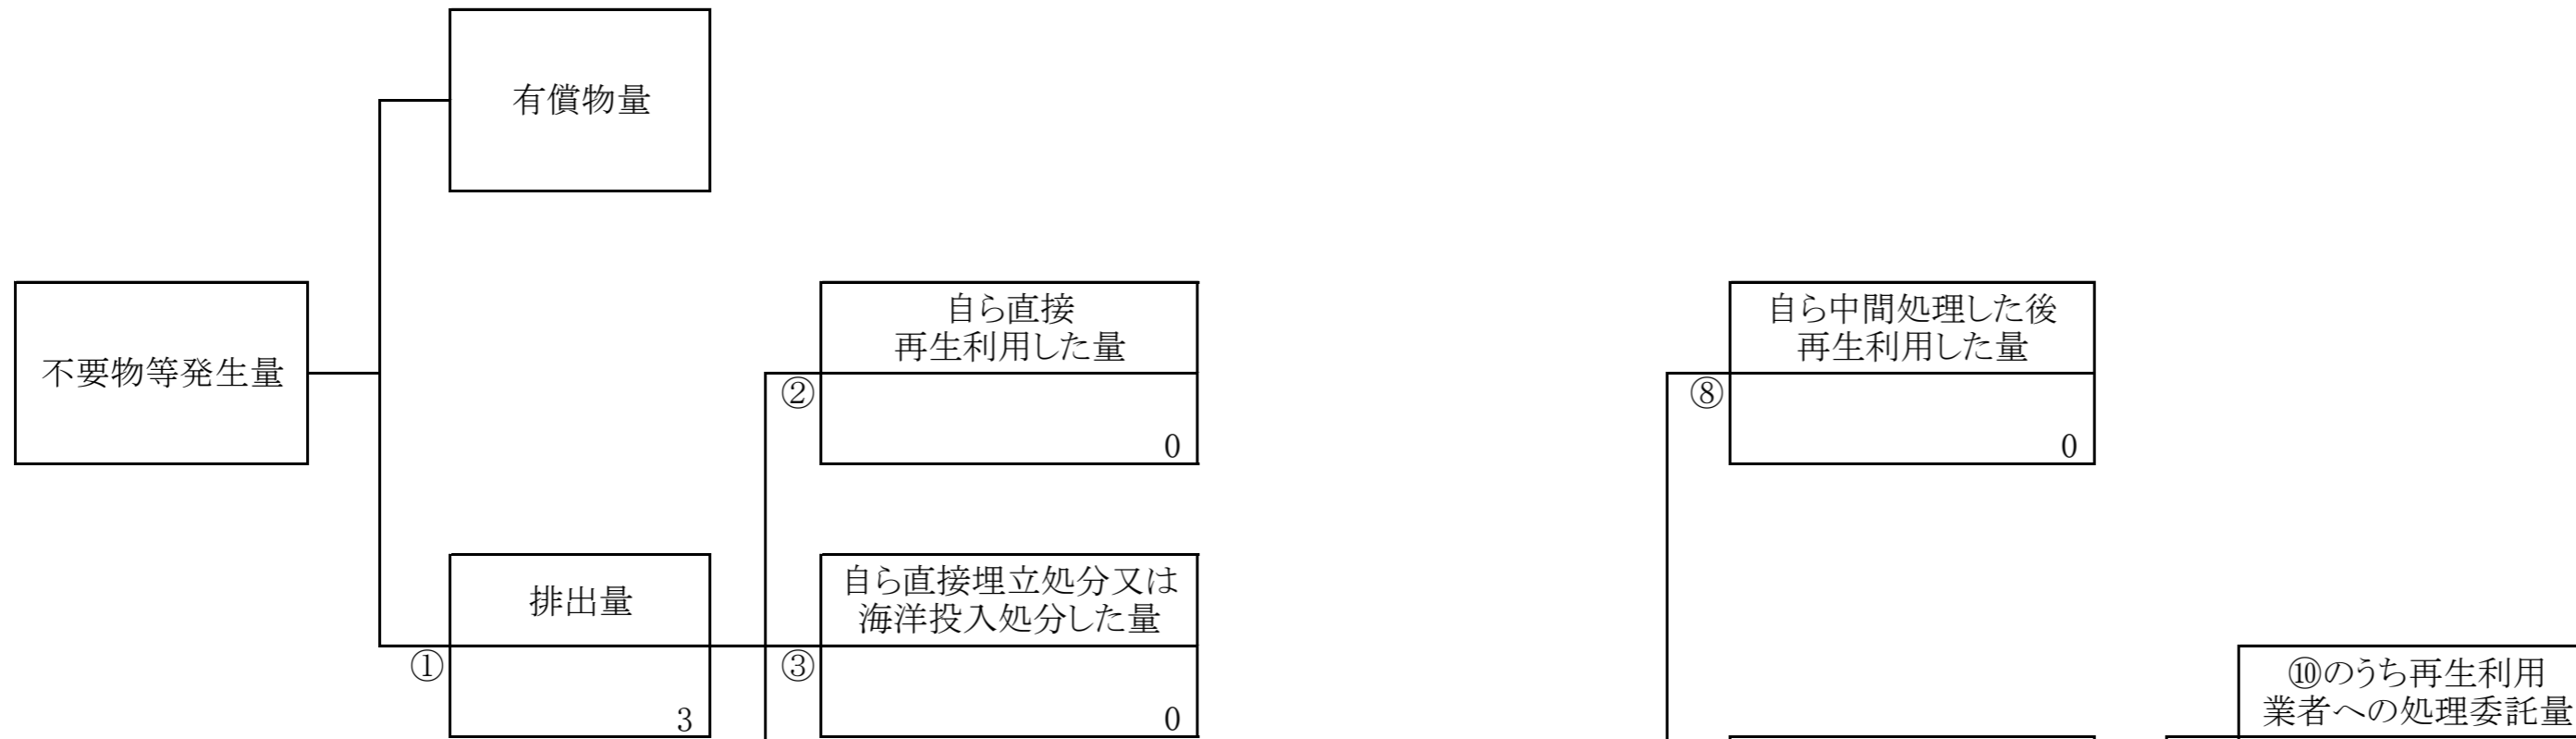 有償物量
不要物等発生量
自ら直接
再生利用した量
②
0
自ら中間処理した後
再生利用した量
⑧
0
排出量
①
3
自ら直接埋立処分又は
海洋投入処分した量
③
0
⑩のうち再生利用
業者への処理委託量